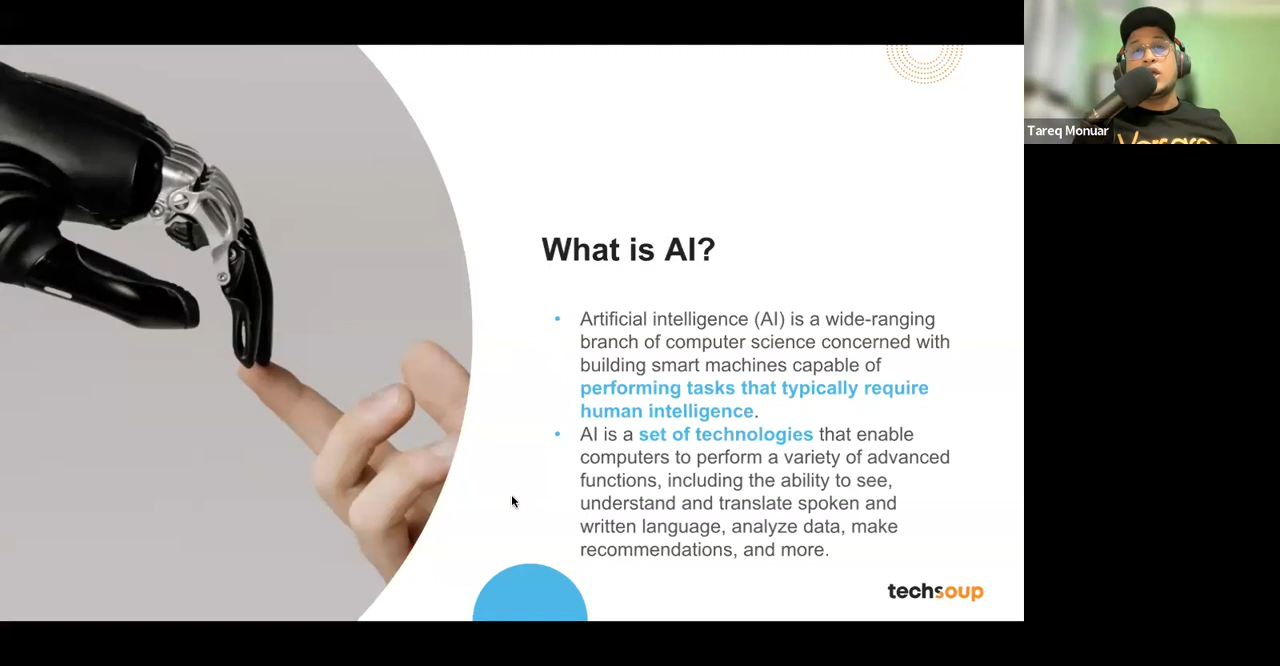 What is AI?
• Artificial intelligence (AI) is a wide-ranging
branch of computer science concerned with
building smart machines capable of
performing tasks that typically require
human intelligence.
• AI is a set of technologies that enable
computers to perform a variety of advanced
functions, including the ability to see,
understand and translate spoken and
written language, analyze data, make
recommendations, and more.
techsoup
Tareq Monuar